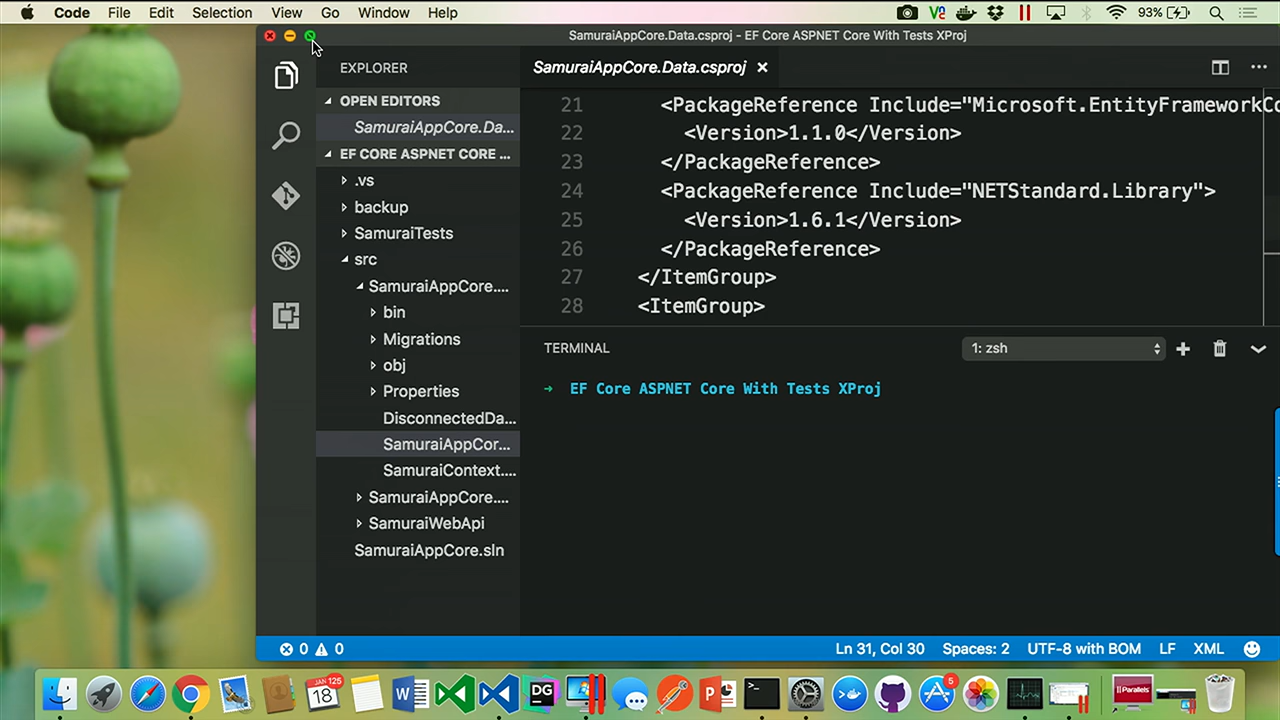 Code File Edit Selection View Go Window Help 93%
SamuraiAppCore.Data.csproj - EF Core ASPNET Core With Tests XProj
EXPLORER
OPEN EDITORS
SamuraiAppCore.Da...
EF CORE ASPNET CORE ...
.vs
backup
SamuraiTests
src
SamuraiAppCore....
bin
Migrations
obj
Properties
DisconnectedDa...
SamuraiAppCor...
SamuraiContext....
SamuraiAppCore....
SamuraiWebApi
SamuraiAppCore.sln
SamuraiAppCore.Data.csproj
21 <PackageReference Include="Microsoft.EntityFrameworkCo
22 <Version>1.1.0</Version>
23 </PackageReference>
24 <PackageReference Include="NETStandard.Library">
25 <Version>1.6.1</Version>
26 </PackageReference>
27 </ItemGroup>
28 <ItemGroup>
TERMINAL 1: zsh
→ EF Core ASPNET Core With Tests XProj
0 0 Ln 31, Col 30 Spaces: 2 UTF-8 with BOM LF XML
JAN 125
18
W
DG
P
5
Parallels